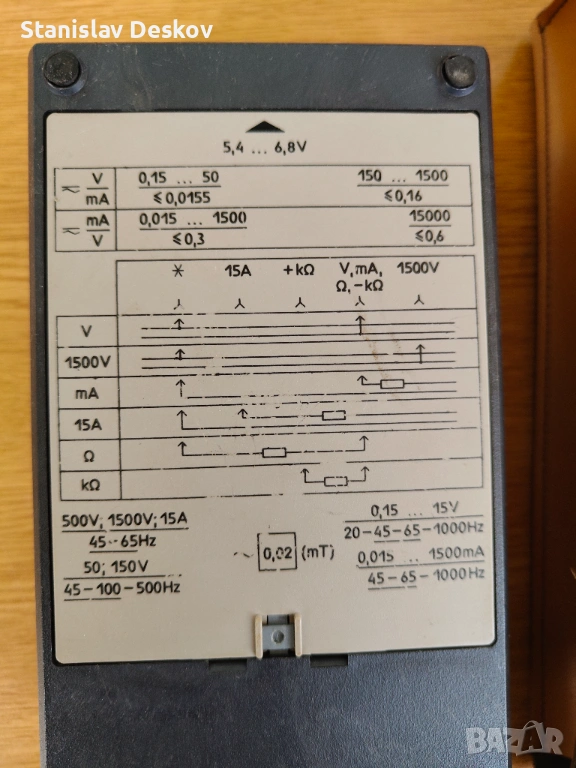 Stanislav Deskov
5,4 ... 6,8V
V/mA 0,15 ... 50 / ≤0,0155 150 ... 1500 / ≤0,16
mA/V 0,015 ... 1500 / ≤0,3 15000 / ≤0,6
* 15A +kΩ V, mA, 1500V
Ω, -kΩ
V
1500V
mA
15A
Ω
kΩ
500V; 1500V; 15A
45-65Hz
50; 150V
45-100-500Hz
0,02 (mT)
0,15 ... 15V
20-45-65-1000Hz
0,015 ... 1500mA
45-65-1000Hz
BAZAR